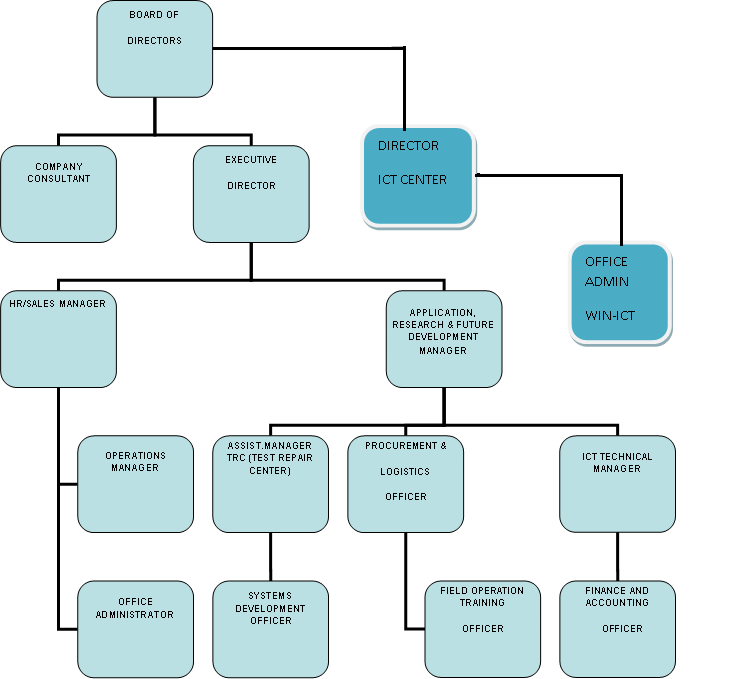 BOARD OF
DIRECTORS
COMPANY
CONSULTANT
EXECUTIVE
DIRECTOR
DIRECTOR
ICT CENTER
OFFICE
ADMIN
WIN-ICT
HR/SALES MANAGER
APPLICATION,
RESEARCH & FUTURE
DEVELOPMENT
MANAGER
OPERATIONS
MANAGER
ASSIST.MANAGER
TRC (TEST REPAIR
CENTER)
PROCUREMENT &
LOGISTICS
OFFICER
ICT TECHNICAL
MANAGER
OFFICE
ADMINISTRATOR
SYSTEMS
DEVELOPMENT
OFFICER
FIELD OPERATION
TRAINING
OFFICER
FINANCE AND
ACCOUNTING
OFFICER